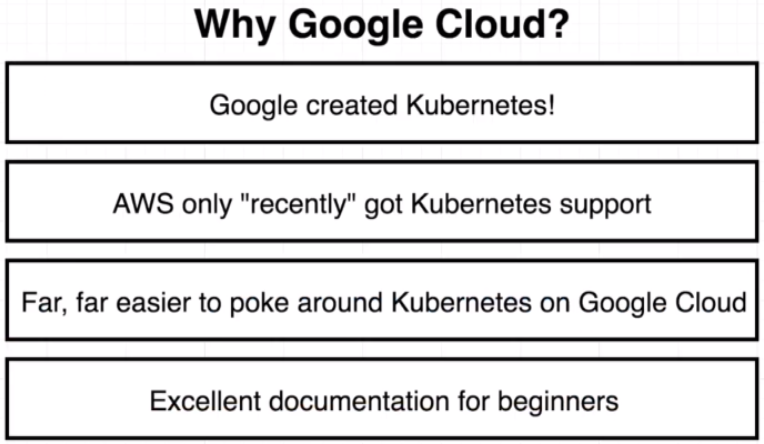 Why Google Cloud?
Google created Kubernetes!
AWS only "recently" got Kubernetes support
Far, far easier to poke around Kubernetes on Google Cloud
Excellent documentation for beginners